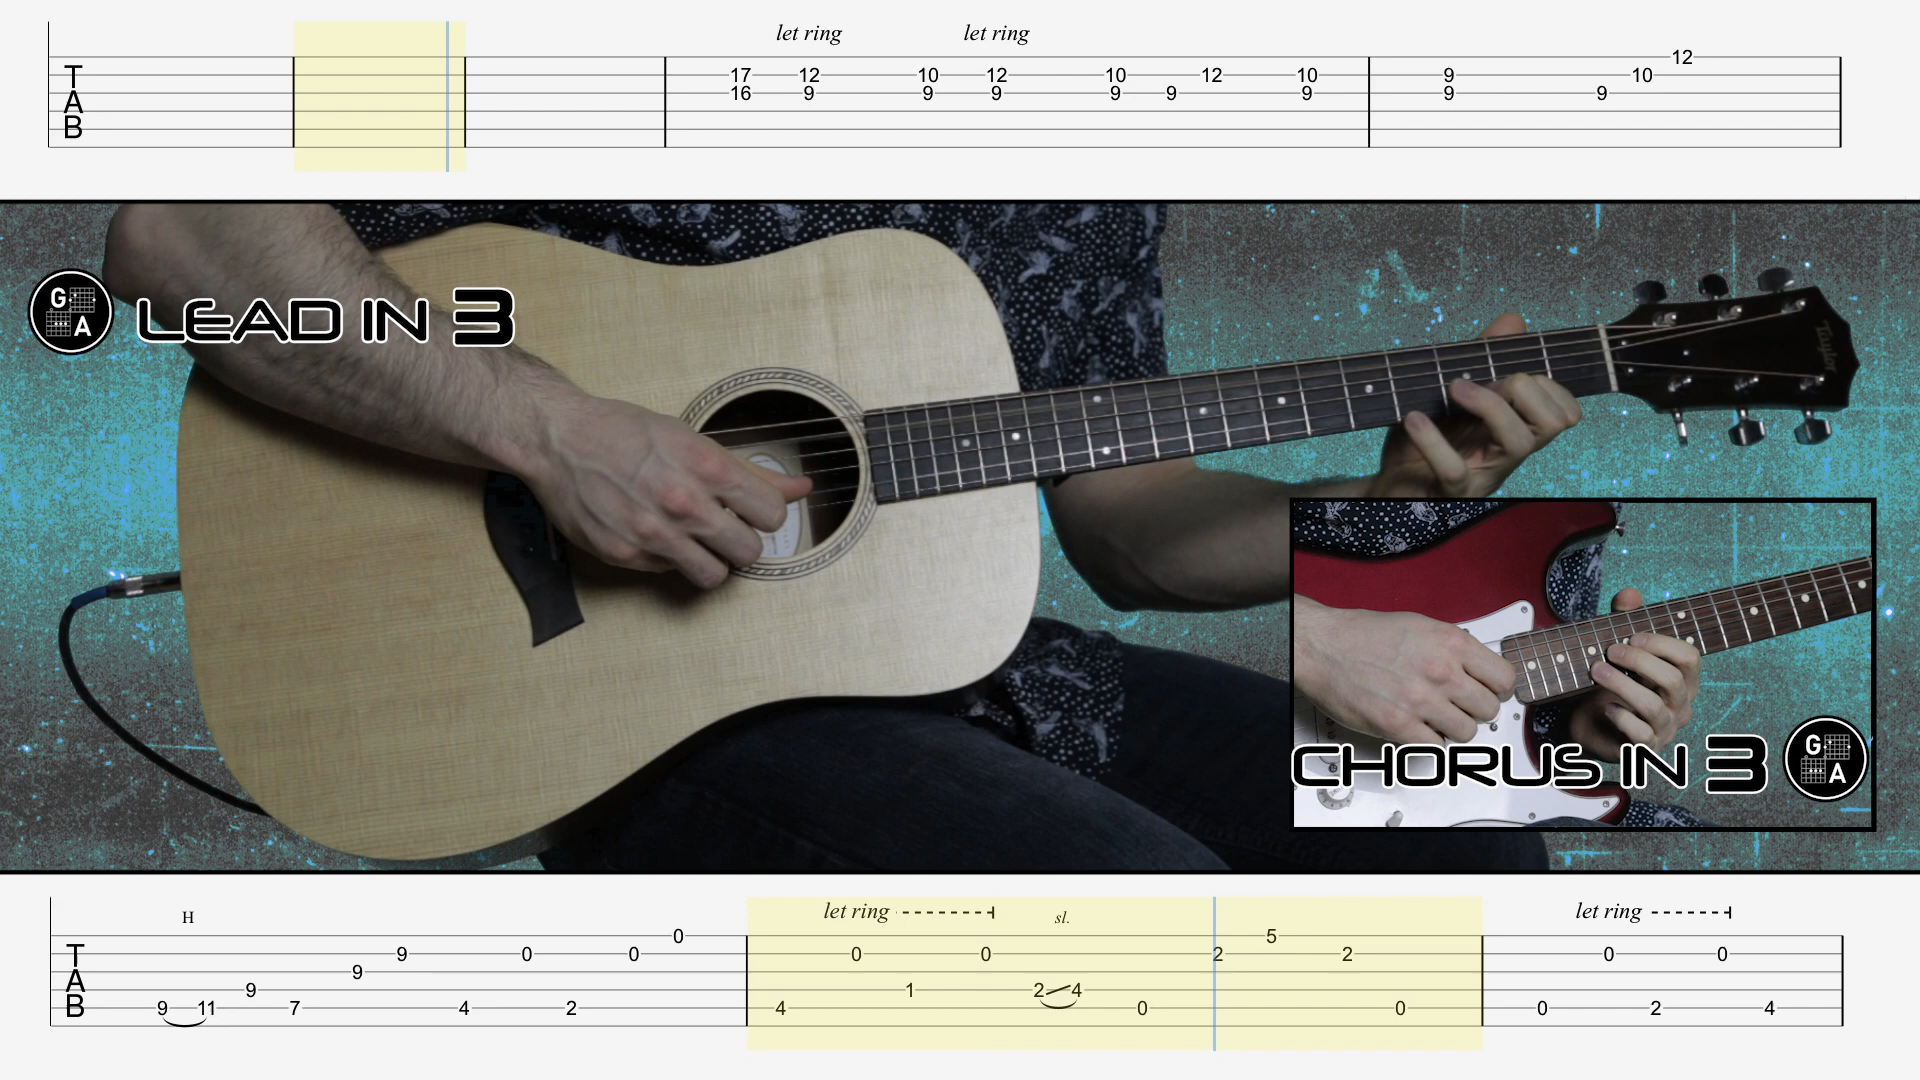 let ring let ring
12
T 17 12 10 12 10 12 10 9 10
A 16 9 9 9 9 9 9 9 9
B
G
A
LEAD IN 3
Taylor
CHORUS IN 3
G
A
H let ring sl. let ring
0 5
T 9 0 0 0 0 2 2 0 0
9
A 9 1 2 4
B 9 11 7 4 2 4 0 0 0 2 4